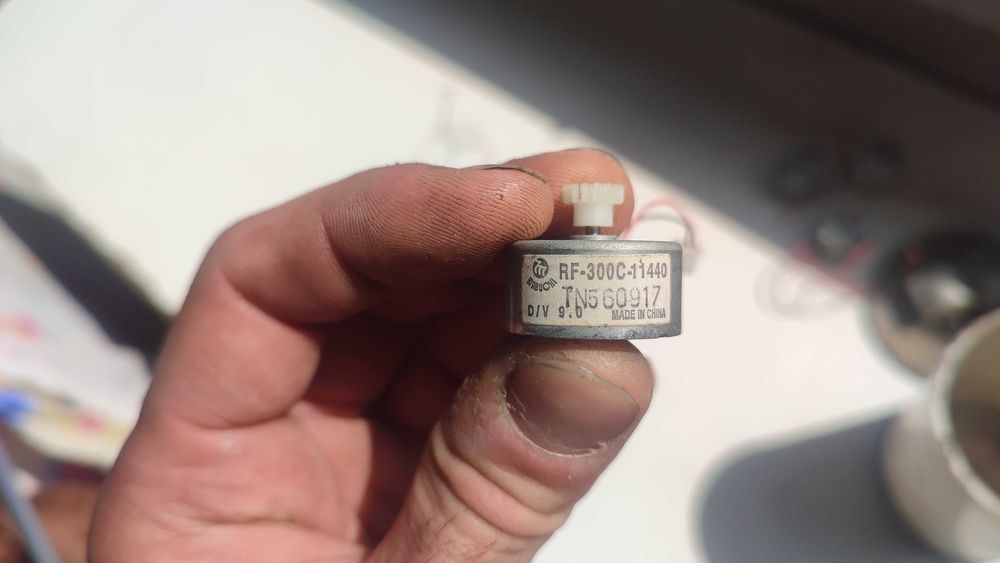 RF-300C-11440
MABUCHI
TN560917
D/V 9.0
MADE IN CHINA